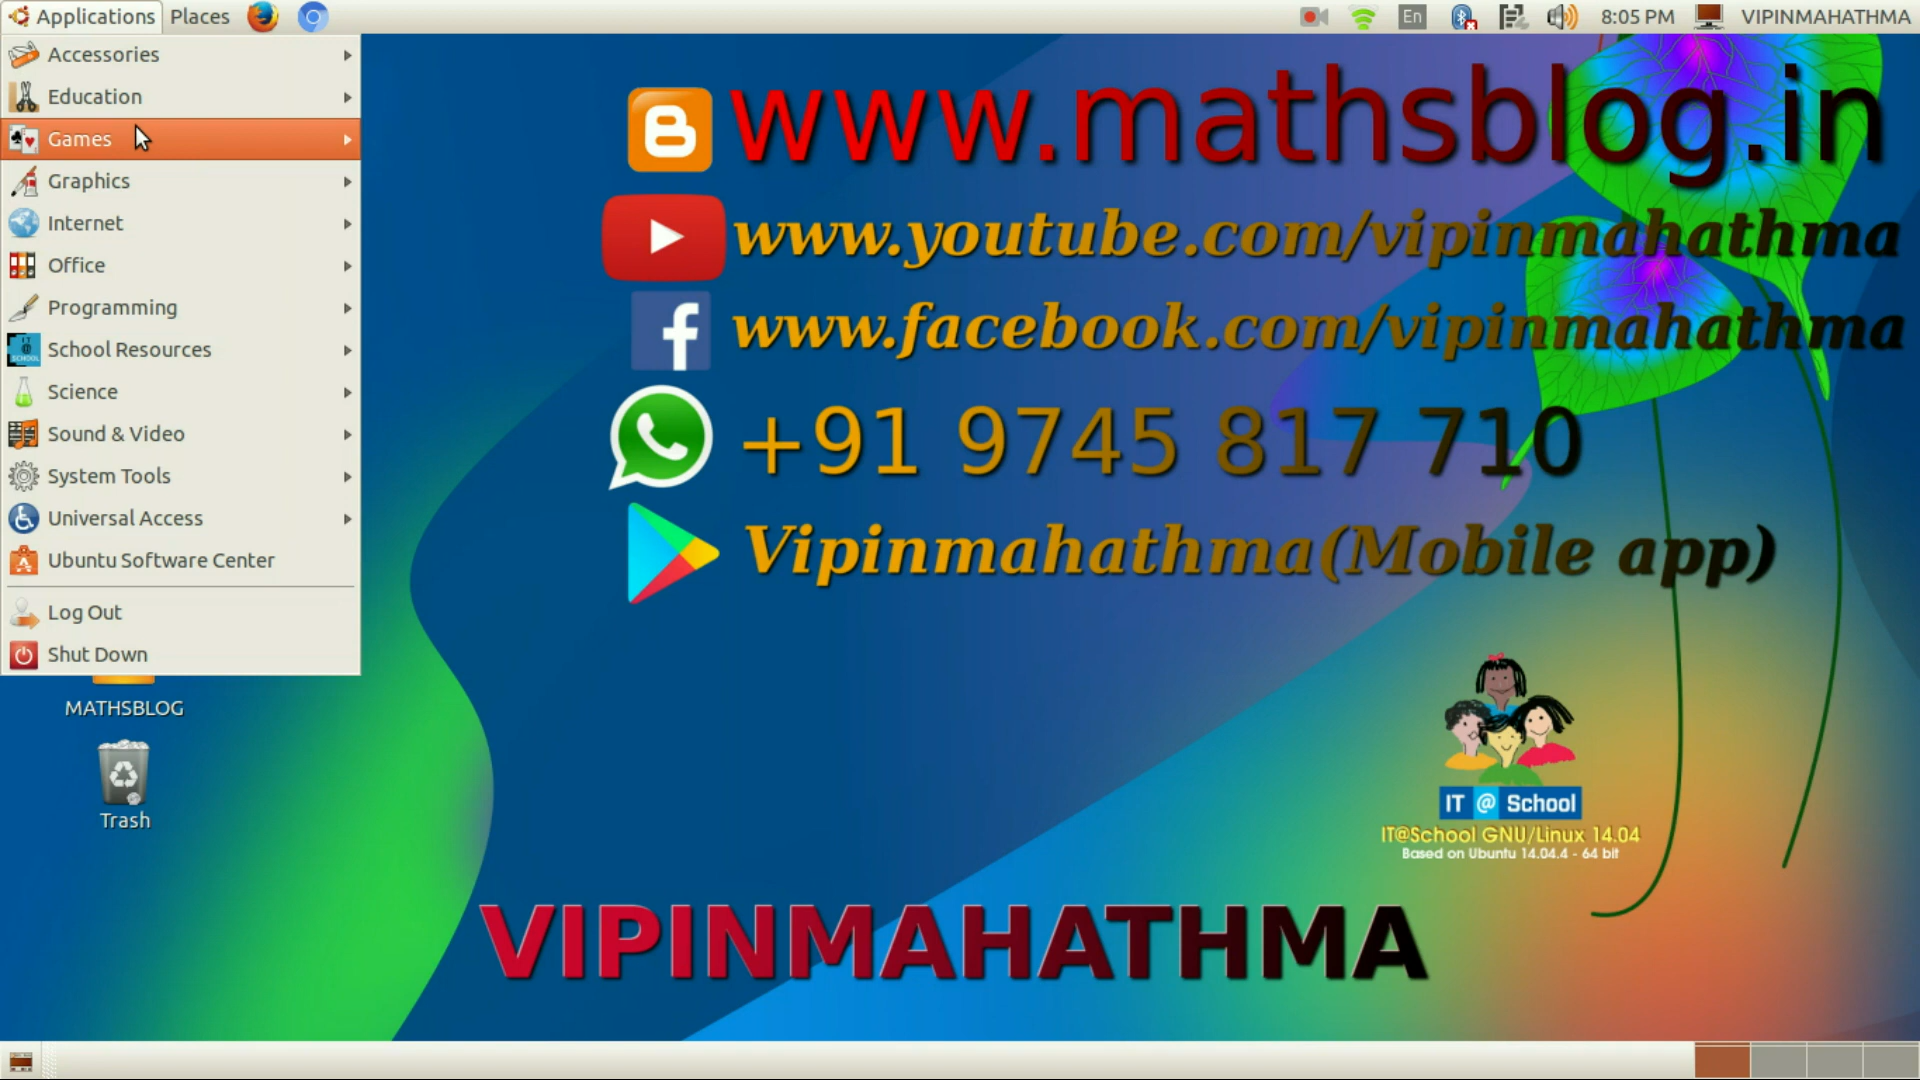 Applications Places En 8:05 PM VIPINMAHATHMA
Accessories
Education
Games
Graphics
Internet
Office
Programming
School Resources
Science
Sound & Video
System Tools
Universal Access
Ubuntu Software Center
Log Out
Shut Down
MATHSBLOG
Trash
www.mathsblog.in
www.youtube.com/vipinmahathma
www.facebook.com/vipinmahathma
+91 9745 817 710
Vipinmahathma(Mobile app)
IT @ School
IT@School GNU/Linux 14.04
Based on Ubuntu 14.04.4 - 64 bit
VIPINMAHATHMA